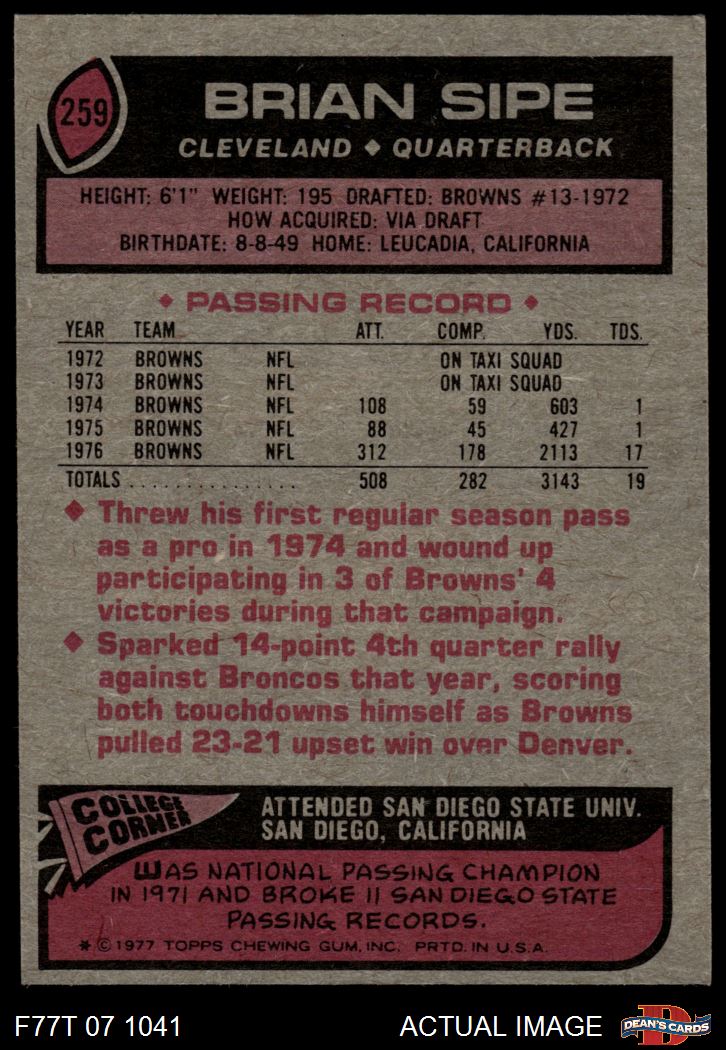 259
BRIAN SIPE
CLEVELAND ♦ QUARTERBACK
HEIGHT: 6'1" WEIGHT: 195 DRAFTED: BROWNS #13-1972
HOW ACQUIRED: VIA DRAFT
BIRTHDATE: 8-8-49 HOME: LEUCADIA, CALIFORNIA
♦ PASSING RECORD ♦
YEAR TEAM ATT. COMP. YDS. TDS.
1972 BROWNS NFL ON TAXI SQUAD
1973 BROWNS NFL ON TAXI SQUAD
1974 BROWNS NFL 108 59 603 1
1975 BROWNS NFL 88 45 427 1
1976 BROWNS NFL 312 178 2113 17
TOTALS . . . . . . . . . . . . . . . 508 282 3143 19
♦ Threw his first regular season pass
as a pro in 1974 and wound up
participating in 3 of Browns' 4
victories during that campaign.
♦ Sparked 14-point 4th quarter rally
against Broncos that year, scoring
both touchdowns himself as Browns
pulled 23-21 upset win over Denver.
COLLEGE
CORNER
ATTENDED SAN DIEGO STATE UNIV.
SAN DIEGO, CALIFORNIA
WAS NATIONAL PASSING CHAMPION
IN 1971 AND BROKE 11 SAN DIEGO STATE
PASSING RECORDS.
* © 1977 TOPPS CHEWING GUM, INC. PRTD. IN U.S.A.
F77T 07 1041 ACTUAL IMAGE
D
DEAN'S CARDS